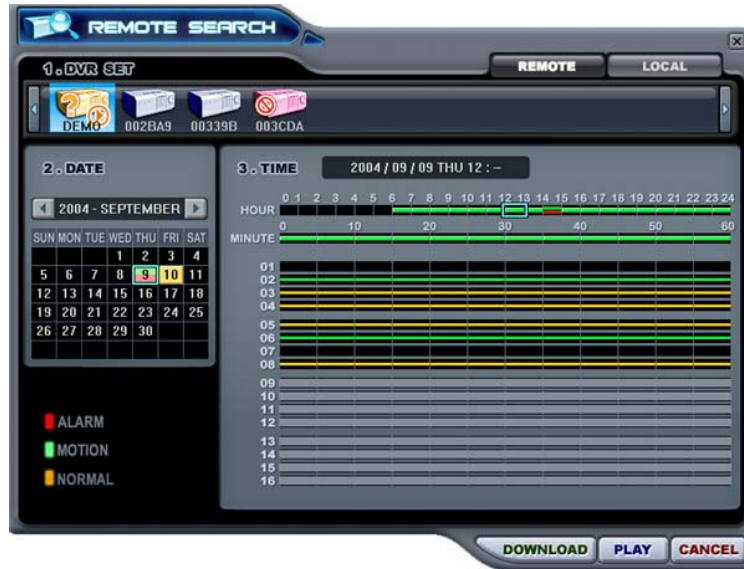 REMOTE SEARCH
1. DVR SET
REMOTE LOCAL
DEMO 002BA9 00339B 003CDA
2. DATE
2004 - SEPTEMBER
SUN MON TUE WED THU FRI SAT
1 2 3 4
5 6 7 8 9 10 11
12 13 14 15 16 17 18
19 20 21 22 23 24 25
26 27 28 29 30
ALARM
MOTION
NORMAL
3. TIME 2004 / 09 / 09 THU 12 : –
0 1 2 3 4 5 6 7 8 9 10 11 12 13 14 15 16 17 18 19 20 21 22 23 24
HOUR
0 10 20 30 40 50 60
MINUTE
01
02
03
04
05
06
07
08
09
10
11
12
13
14
15
16
DOWNLOAD PLAY CANCEL